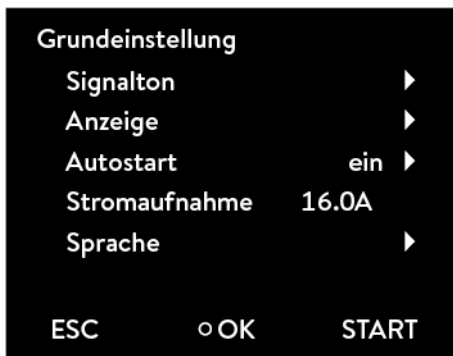 Grundeinstellung
Signalton
Anzeige
Autostart ein
Stromaufnahme 16.0A
Sprache
ESC OK START